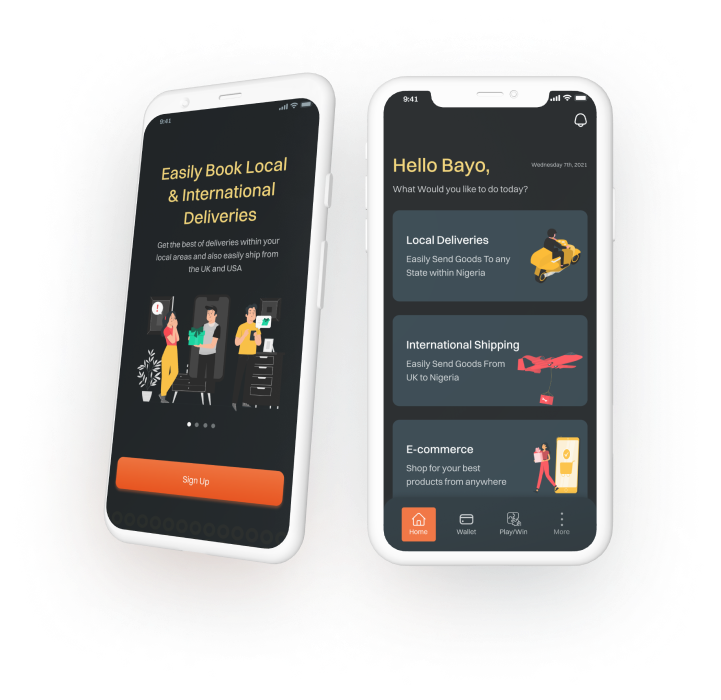 9:41
Easily Book Local
& International
Deliveries
Get the best of deliveries within your
local areas and also easily ship from
the UK and USA
Sign Up
9:41
Hello Bayo,
Wednesday 7th, 2021
What Would you like to do today?
Local Deliveries
Easily Send Goods To any
State within Nigeria
International Shipping
Easily Send Goods From
UK to Nigeria
E-commerce
Shop for your best
products from anywhere
Home
Wallet
Play/Win
More